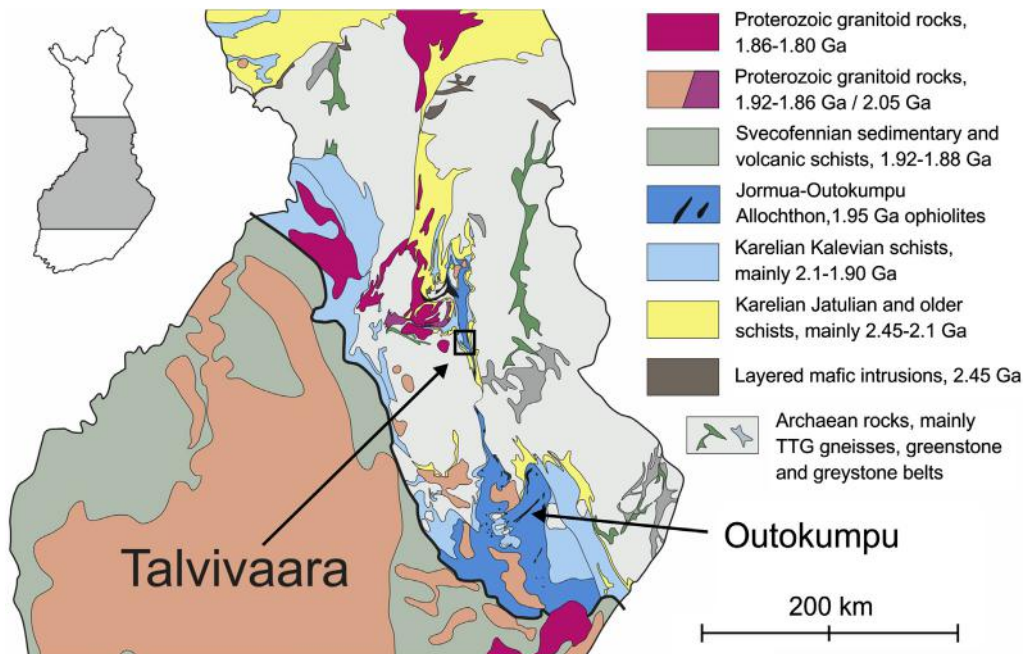 Proterozoic granitoid rocks,
1.86-1.80 Ga
Proterozoic granitoid rocks,
1.92-1.86 Ga / 2.05 Ga
Svecofennian sedimentary and
volcanic schists, 1.92-1.88 Ga
Jormua-Outokumpu
Allochthon,1.95 Ga ophiolites
Karelian Kalevian schists,
mainly 2.1-1.90 Ga
Karelian Jatulian and older
schists, mainly 2.45-2.1 Ga
Layered mafic intrusions, 2.45 Ga
Archaean rocks, mainly
TTG gneisses, greenstone
and greystone belts
Talvivaara
Outokumpu
200 km